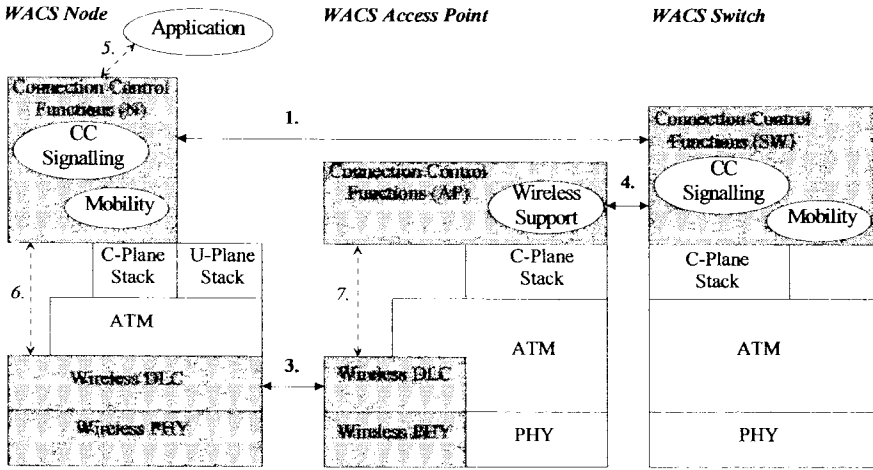 WACS Node
WACS Access Point
WACS Switch
Application
5.
Connection Control
Functions (N)
CC
Signalling
Mobility
1.
Connection Control
Functions (AP)
Wireless
Support
4.
Connection Control
Functions (SW)
CC
Signalling
Mobility
6.
C-Plane
Stack
U-Plane
Stack
ATM
Wireless DLC
Wireless PHY
3.
7.
C-Plane
Stack
ATM
Wireless DLC
Wireless PHY
PHY
C-Plane
Stack
ATM
PHY